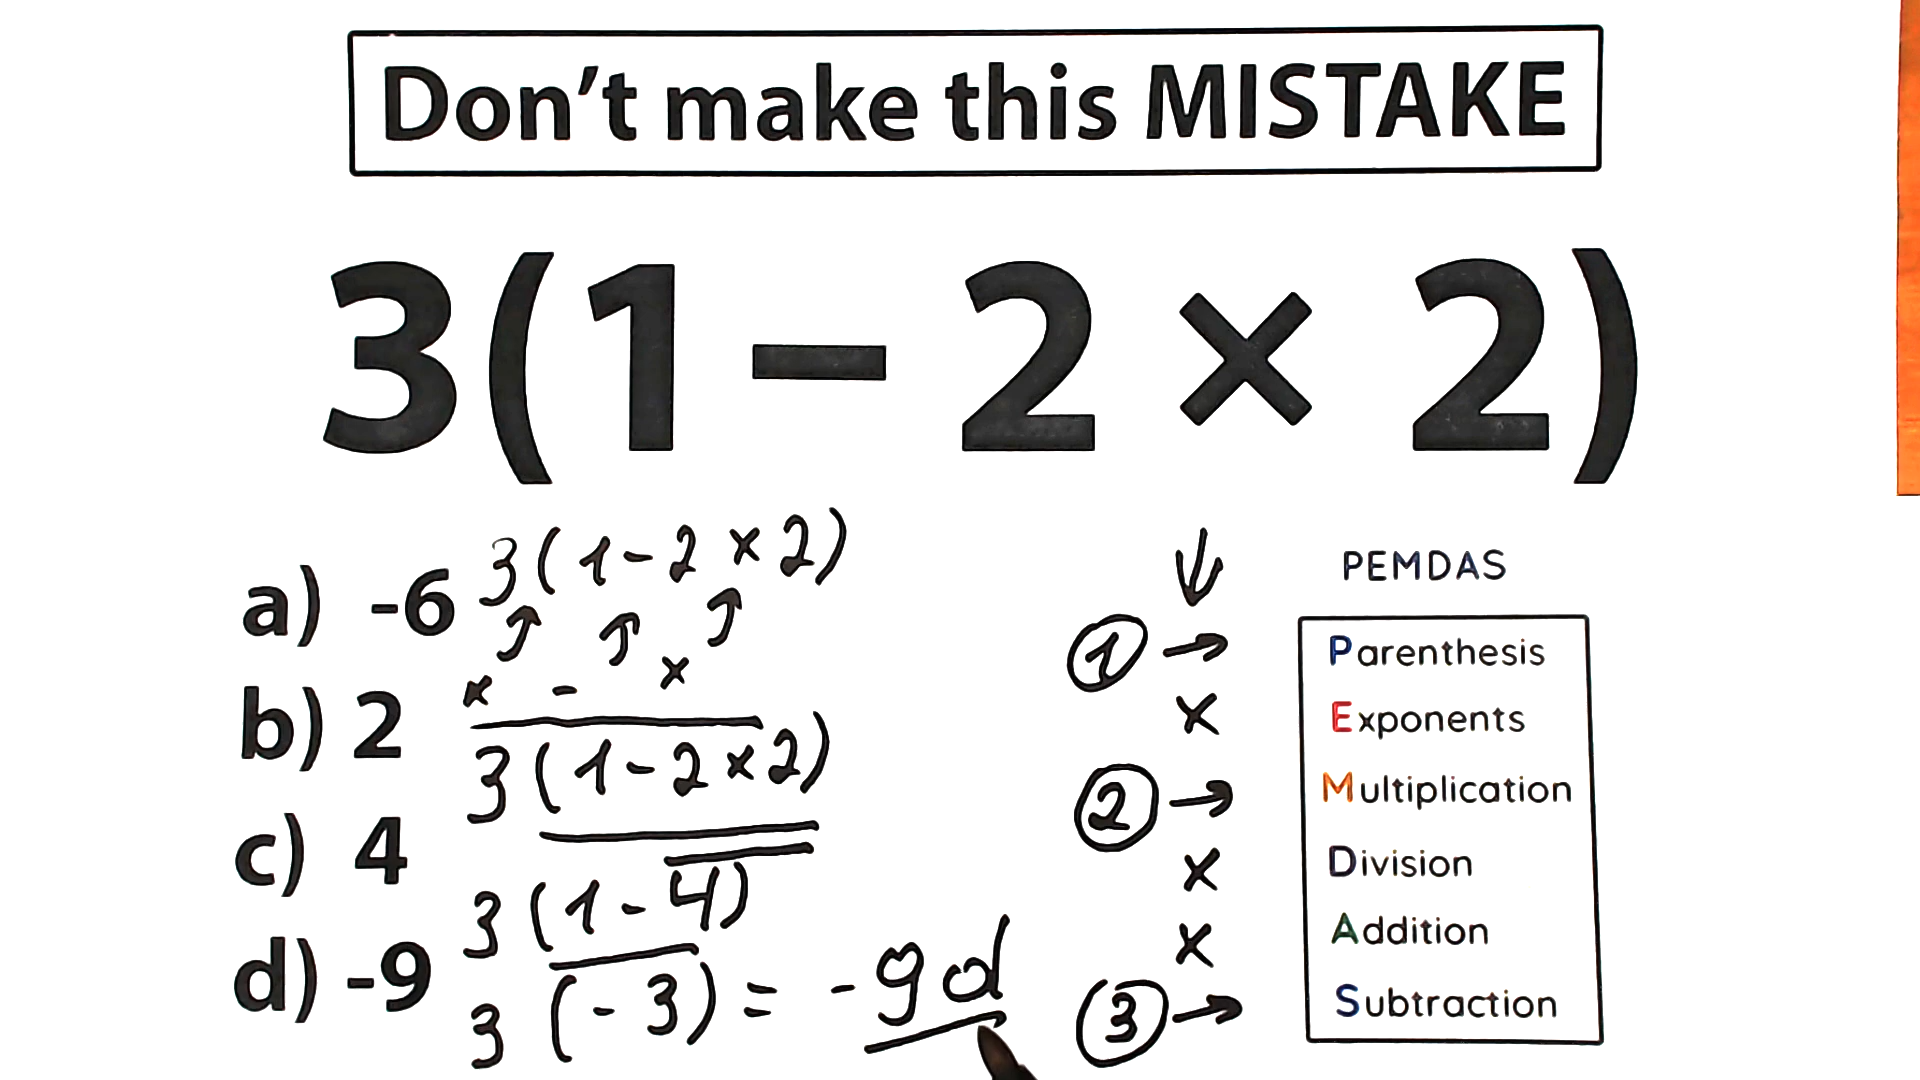 Don't make this MISTAKE
3(1 – 2 × 2)
a) -6
b) 2
c) 4
d) -9
3(1-2×2)
× - ×
3(1-2×2)
3(1-4)
3(-3) = -9 d
PEMDAS
1 → Parenthesis
× Exponents
2 → Multiplication
× Division
× Addition
3 → Subtraction